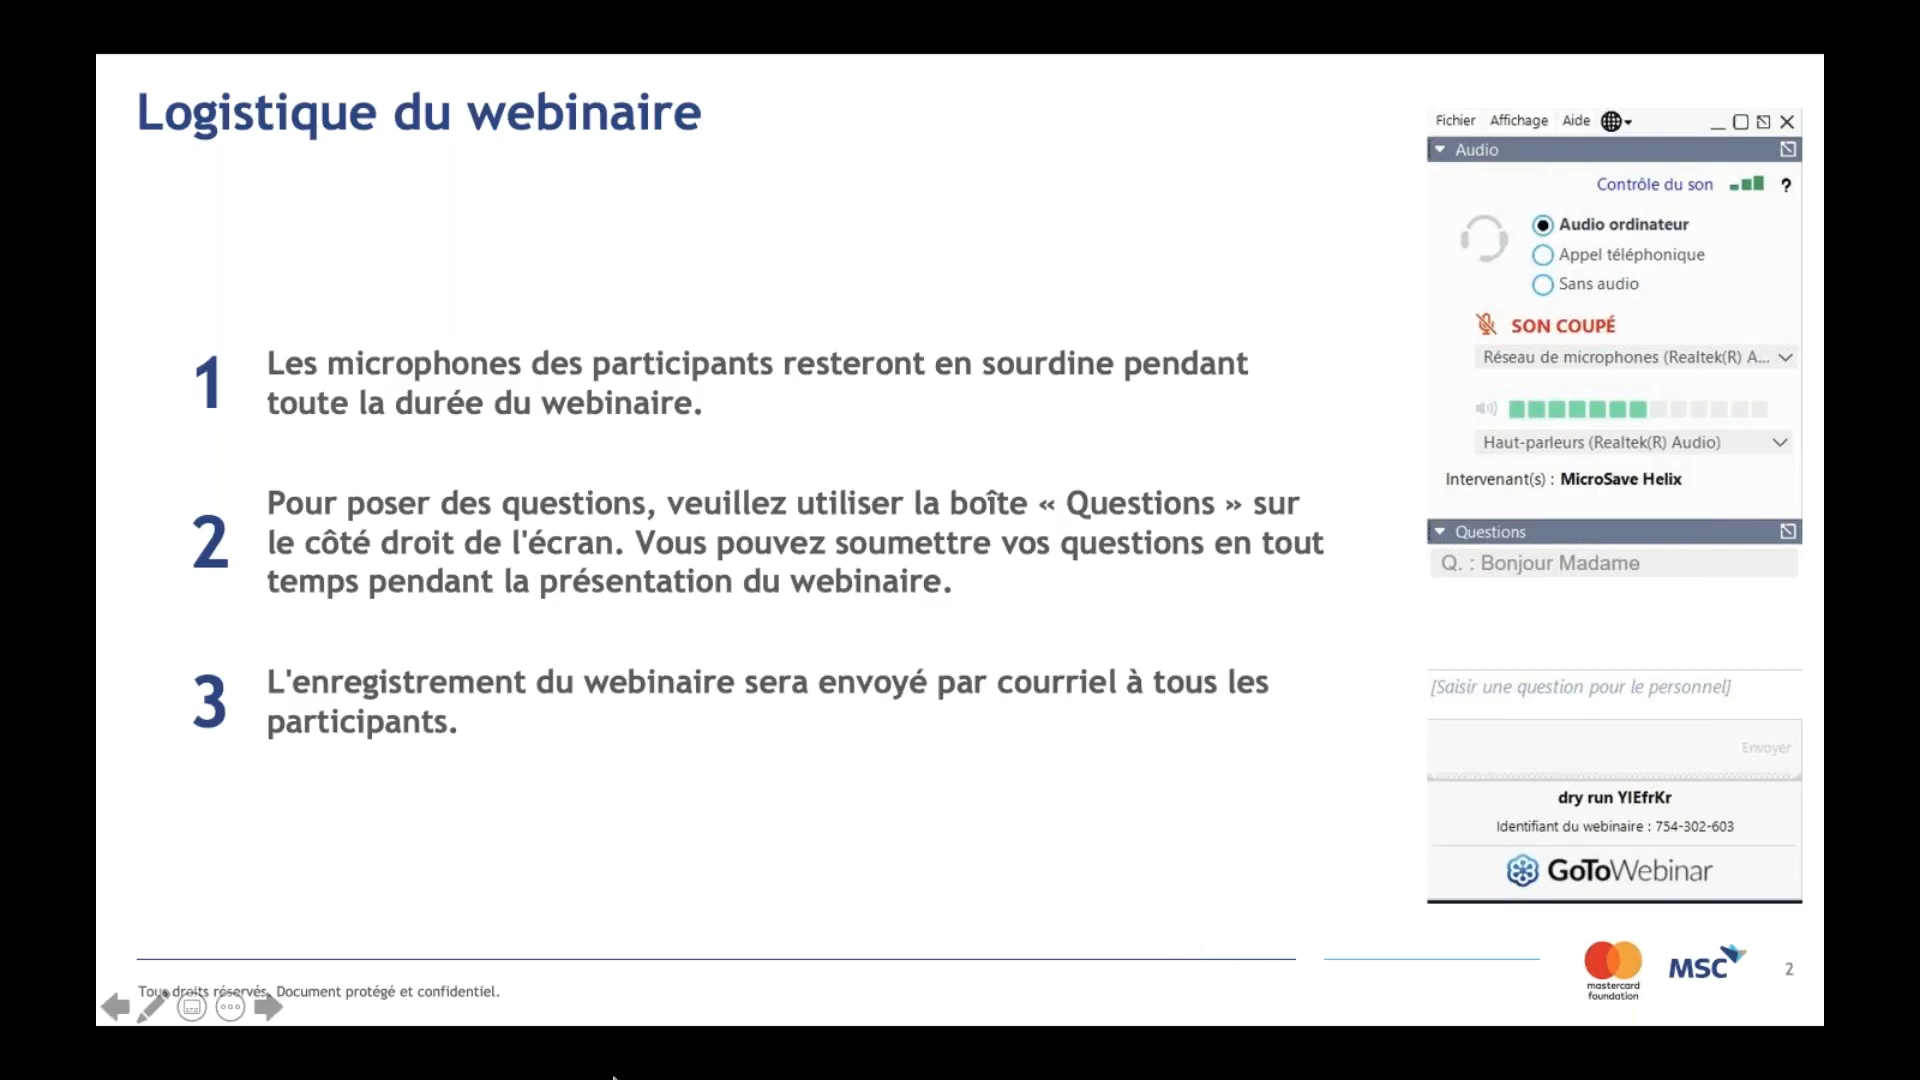 Logistique du webinaire
1
Les microphones des participants resteront en sourdine pendant
toute la durée du webinaire.
2
Pour poser des questions, veuillez utiliser la boîte « Questions » sur
le côté droit de l'écran. Vous pouvez soumettre vos questions en tout
temps pendant la présentation du webinaire.
3
L'enregistrement du webinaire sera envoyé par courriel à tous les
participants.
Fichier Affichage Aide
Audio
Contrôle du son ?
Audio ordinateur
Appel téléphonique
Sans audio
SON COUPÉ
Réseau de microphones (Realtek(R) A...
Haut-parleurs (Realtek(R) Audio)
Intervenant(s) : MicroSave Helix
Questions
Q. : Bonjour Madame
[Saisir une question pour le personnel]
Envoyer
dry run YIEfrKr
Identifiant du webinaire : 754-302-603
GoToWebinar
Tous droits réservés. Document protégé et confidentiel.
mastercard
foundation
MSC
2